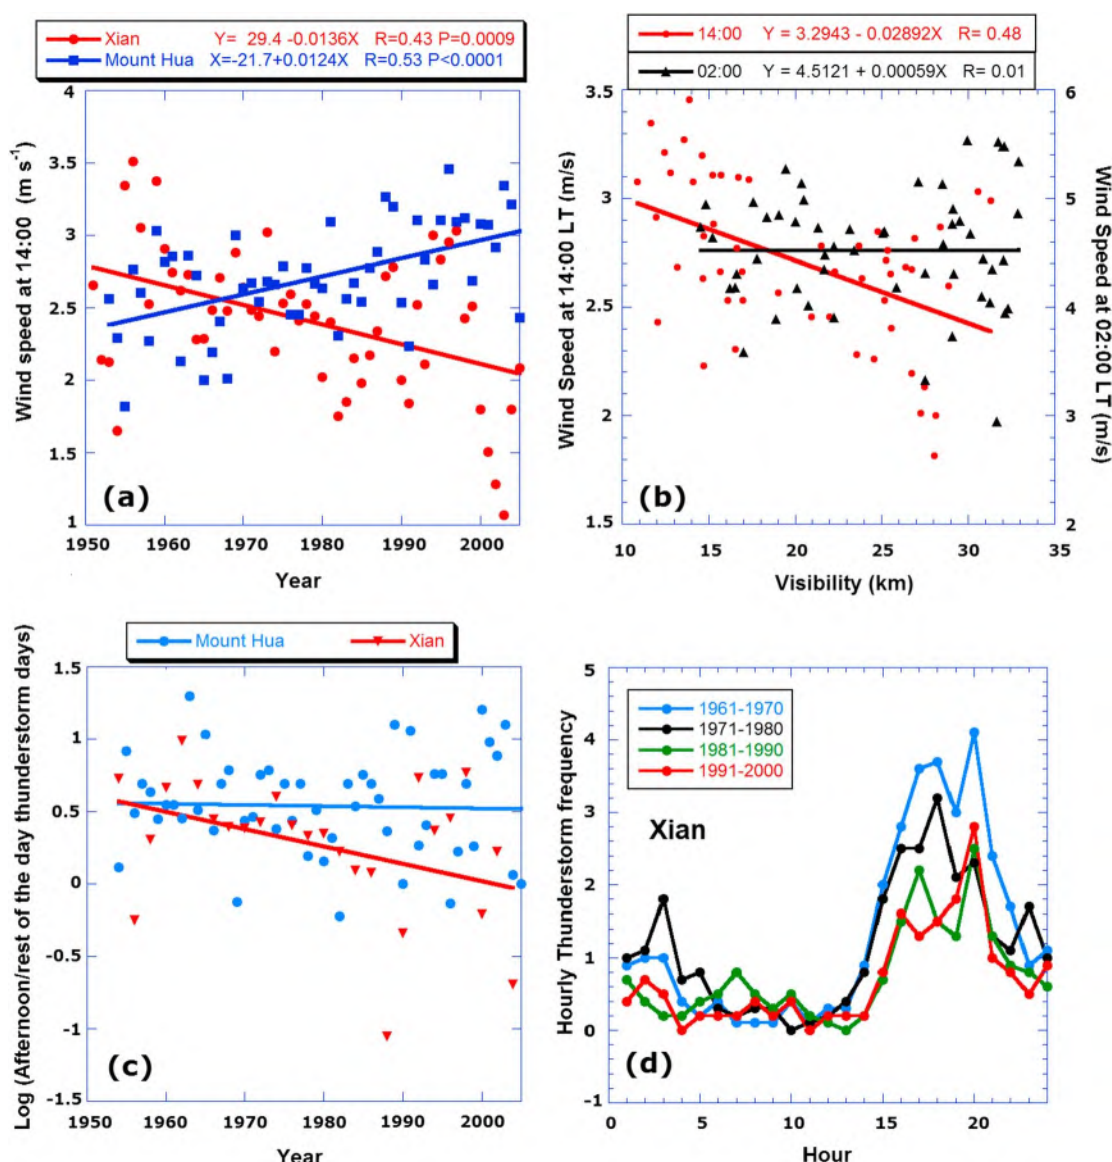 Xian Y= 29.4 -0.0136X R=0.43 P=0.0009
Mount Hua X=-21.7+0.0124X R=0.53 P<0.0001
4
3.5
3
2.5
2
1.5
1
Wind speed at 14:00 (m s⁻¹)
(a)
1950 1960 1970 1980 1990 2000
Year
14:00 Y = 3.2943 - 0.02892X R= 0.48
02:00 Y = 4.5121 + 0.00059X R= 0.01
3.5
3
2.5
2
1.5
Wind Speed at 14:00 LT (m/s)
6
5
4
3
2
Wind Speed at 02:00 LT (m/s)
(b)
10 15 20 25 30 35
Visibility (km)
Mount Hua Xian
1.5
1
0.5
0
-0.5
-1
-1.5
Log (Afternoon/rest of the day thunderstorm days)
(c)
1950 1960 1970 1980 1990 2000
Year
5
4
3
2
1
0
-1
Hourly Thunderstorm frequency
1961-1970
1971-1980
1981-1990
1991-2000
Xian
(d)
0 5 10 15 20
Hour